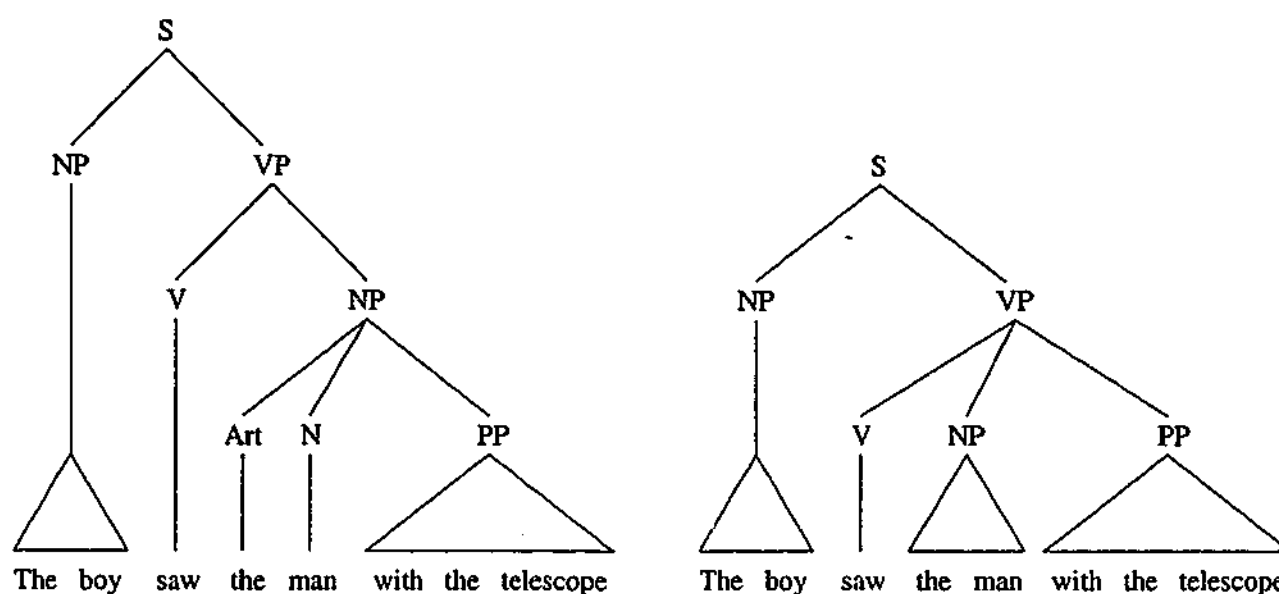 S
NP VP
S
V NP
NP VP
Art N PP
V NP PP
The boy saw the man with the telescope
The boy saw the man with the telescope